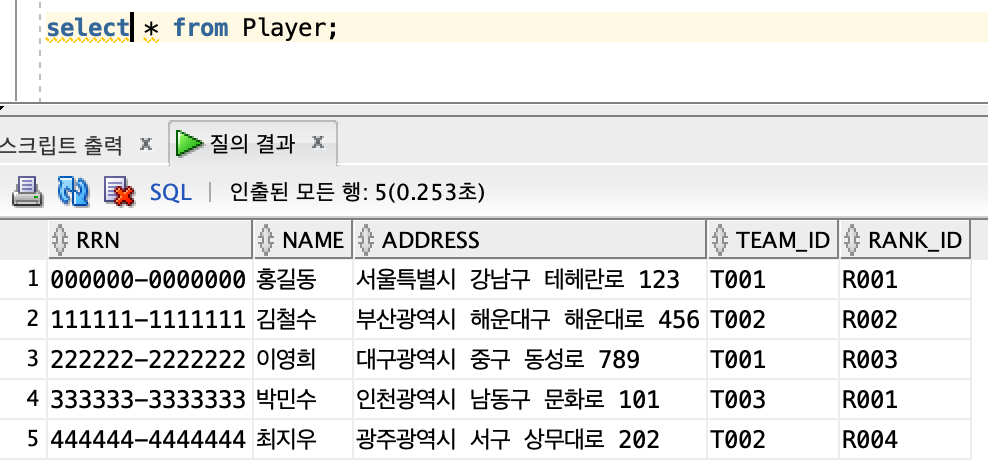 select * from Player;
스크립트 출력 x 질의 결과 x
SQL | 인출된 모든 행: 5(0.253초)
RRN NAME ADDRESS TEAM_ID RANK_ID
1 000000-0000000 홍길동 서울특별시 강남구 테헤란로 123 T001 R001
2 111111-1111111 김철수 부산광역시 해운대구 해운대로 456 T002 R002
3 222222-2222222 이영희 대구광역시 중구 동성로 789 T001 R003
4 333333-3333333 박민수 인천광역시 남동구 문화로 101 T003 R001
5 444444-4444444 최지우 광주광역시 서구 상무대로 202 T002 R004